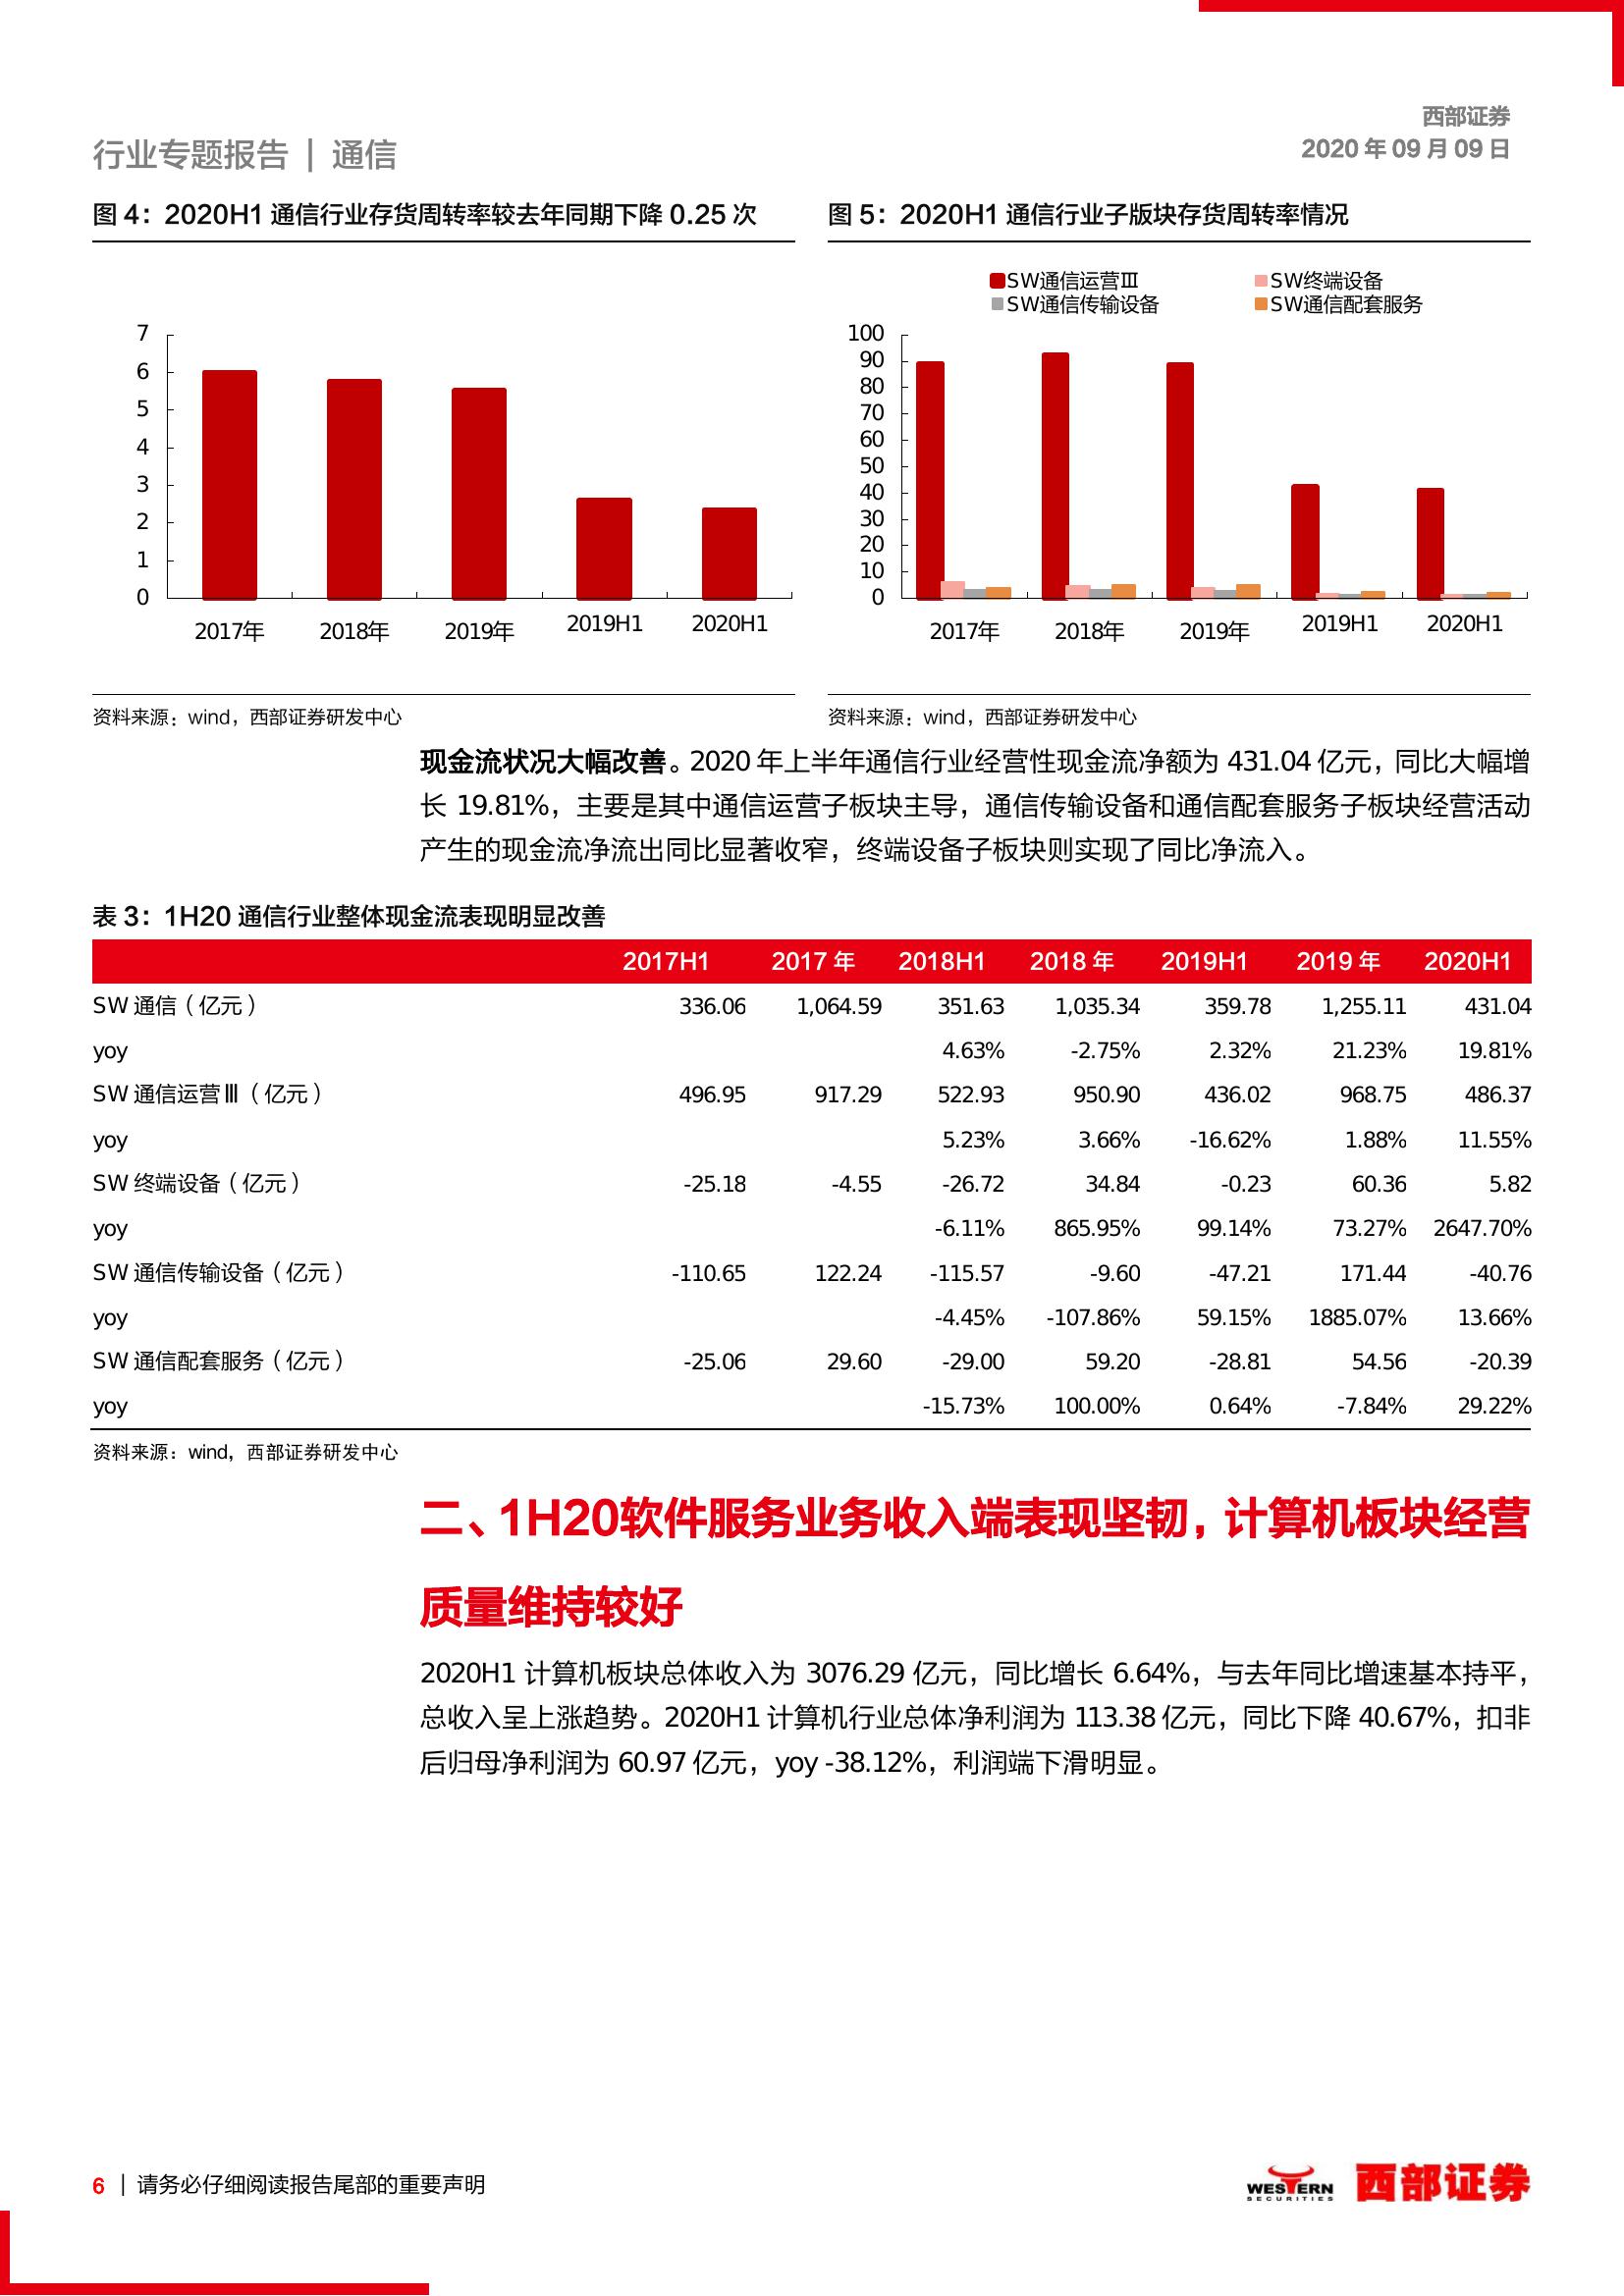 西部证券
行业专题报告 | 通信
2020 年 09 月 09 日
图 4：2020H1 通信行业存货周转率较去年同期下降 0.25 次
7
6
5
4
3
2
1
0
2017年 2018年 2019年 2019H1 2020H1
资料来源：wind，西部证券研发中心
图 5：2020H1 通信行业子版块存货周转率情况
SW通信运营Ⅲ SW终端设备
SW通信传输设备 SW通信配套服务
100
90
80
70
60
50
40
30
20
10
0
2017年 2018年 2019年 2019H1 2020H1
资料来源：wind，西部证券研发中心
现金流状况大幅改善。2020 年上半年通信行业经营性现金流净额为 431.04 亿元，同比大幅增
长 19.81%，主要是其中通信运营子板块主导，通信传输设备和通信配套服务子板块经营活动
产生的现金流净流出同比显著收窄，终端设备子板块则实现了同比净流入。
表 3：1H20 通信行业整体现金流表现明显改善
2017H1 2017 年 2018H1 2018 年 2019H1 2019 年 2020H1
SW 通信（亿元） 336.06 1,064.59 351.63 1,035.34 359.78 1,255.11 431.04
yoy 4.63% -2.75% 2.32% 21.23% 19.81%
SW 通信运营Ⅲ（亿元） 496.95 917.29 522.93 950.90 436.02 968.75 486.37
yoy 5.23% 3.66% -16.62% 1.88% 11.55%
SW 终端设备（亿元） -25.18 -4.55 -26.72 34.84 -0.23 60.36 5.82
yoy -6.11% 865.95% 99.14% 73.27% 2647.70%
SW 通信传输设备（亿元） -110.65 122.24 -115.57 -9.60 -47.21 171.44 -40.76
yoy -4.45% -107.86% 59.15% 1885.07% 13.66%
SW 通信配套服务（亿元） -25.06 29.60 -29.00 59.20 -28.81 54.56 -20.39
yoy -15.73% 100.00% 0.64% -7.84% 29.22%
资料来源：wind，西部证券研发中心
二、1H20软件服务业务收入端表现坚韧，计算机板块经营
质量维持较好
2020H1 计算机板块总体收入为 3076.29 亿元，同比增长 6.64%，与去年同比增速基本持平，
总收入呈上涨趋势。2020H1 计算机行业总体净利润为 113.38 亿元，同比下降 40.67%，扣非
后归母净利润为 60.97 亿元，yoy -38.12%，利润端下滑明显。
6 | 请务必仔细阅读报告尾部的重要声明
WESTERN
SECURITIES
西部证券